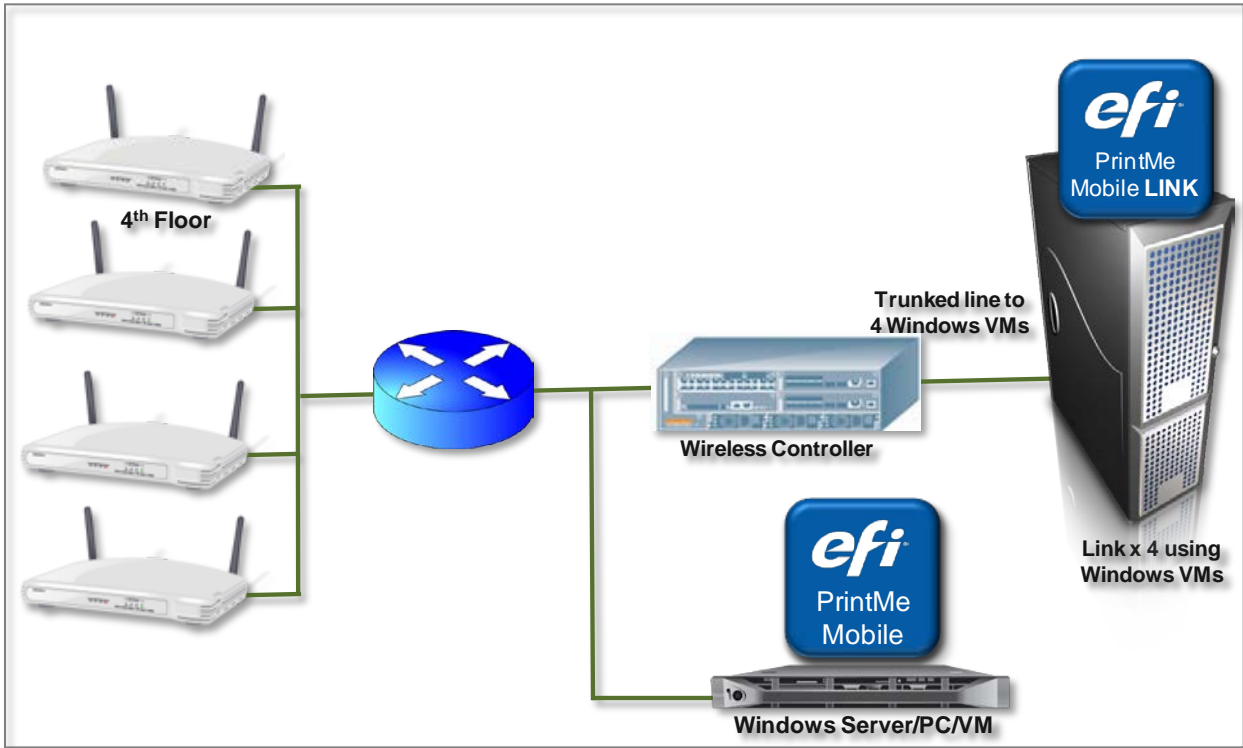 efi
PrintMe
Mobile LINK
4th Floor
Trunked line to
4 Windows VMs
Wireless Controller
Link x 4 using
Windows VMs
efi
PrintMe
Mobile
Windows Server/PC/VM